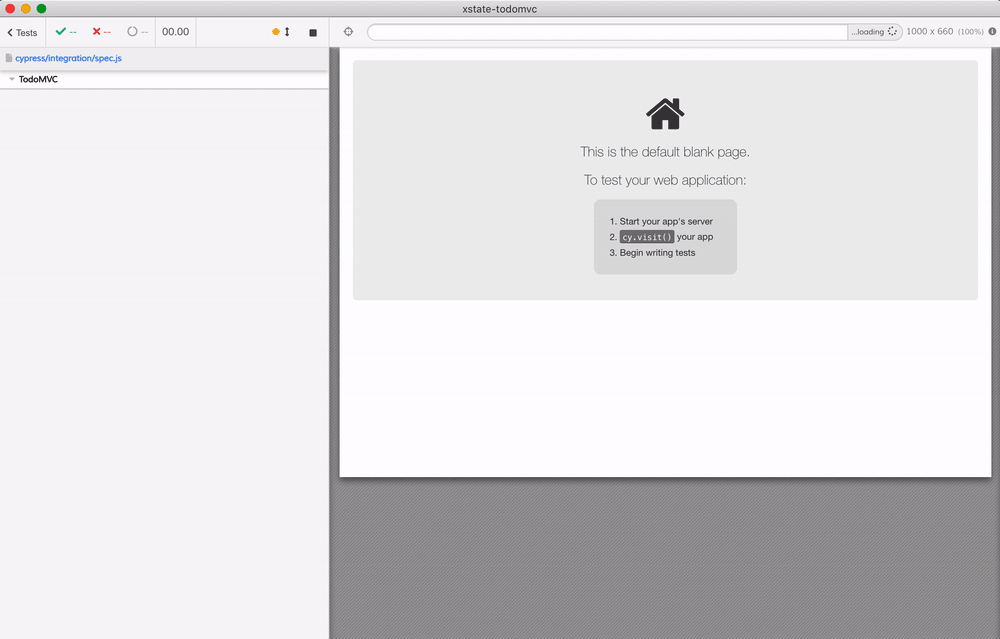 xstate-todomvc
Tests -- -- -- 00.00 ...loading 1000 x 660 (100%)
cypress/integration/spec.js
TodoMVC
This is the default blank page.
To test your web application:
1. Start your app's server
2. cy.visit() your app
3. Begin writing tests